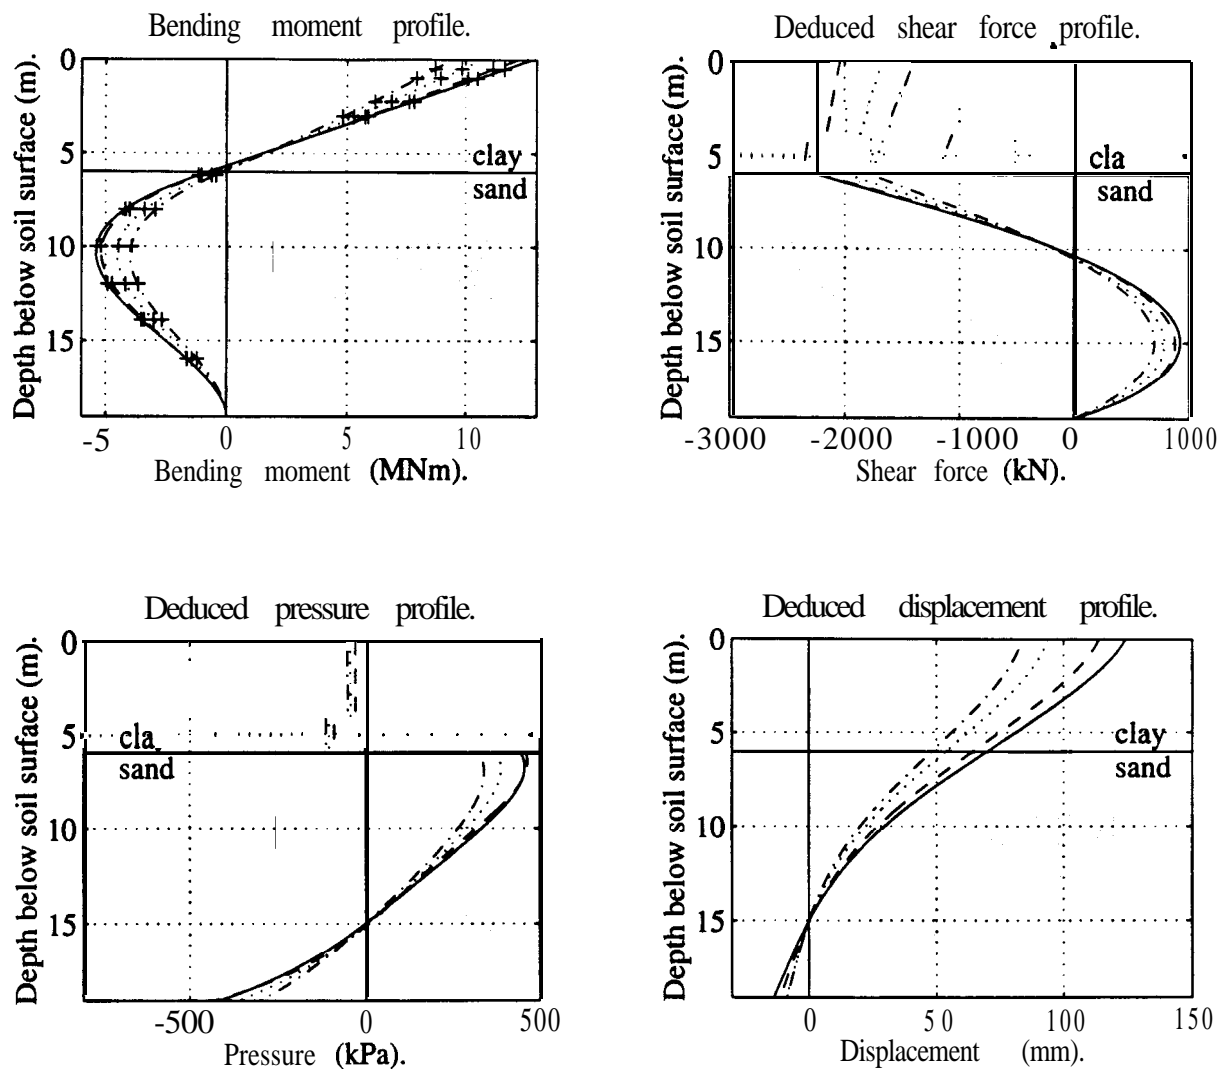 Bending moment profile.
Depth below soil surface (m).
0
5
10
15
clay
sand
-5 0 5 10
Bending moment (MNm).
Deduced shear force profile.
Depth below soil surface (m).
0
5
10
15
cla
sand
-3000 -2000 -1000 0 1000
Shear force (kN).
Deduced pressure profile.
Depth below soil surface (m).
0
5
10
15
cla
sand
-500 0 500
Pressure (kPa).
Deduced displacement profile.
Depth below soil surface (m).
0
5
10
15
clay
sand
0 50 100 150
Displacement (mm).